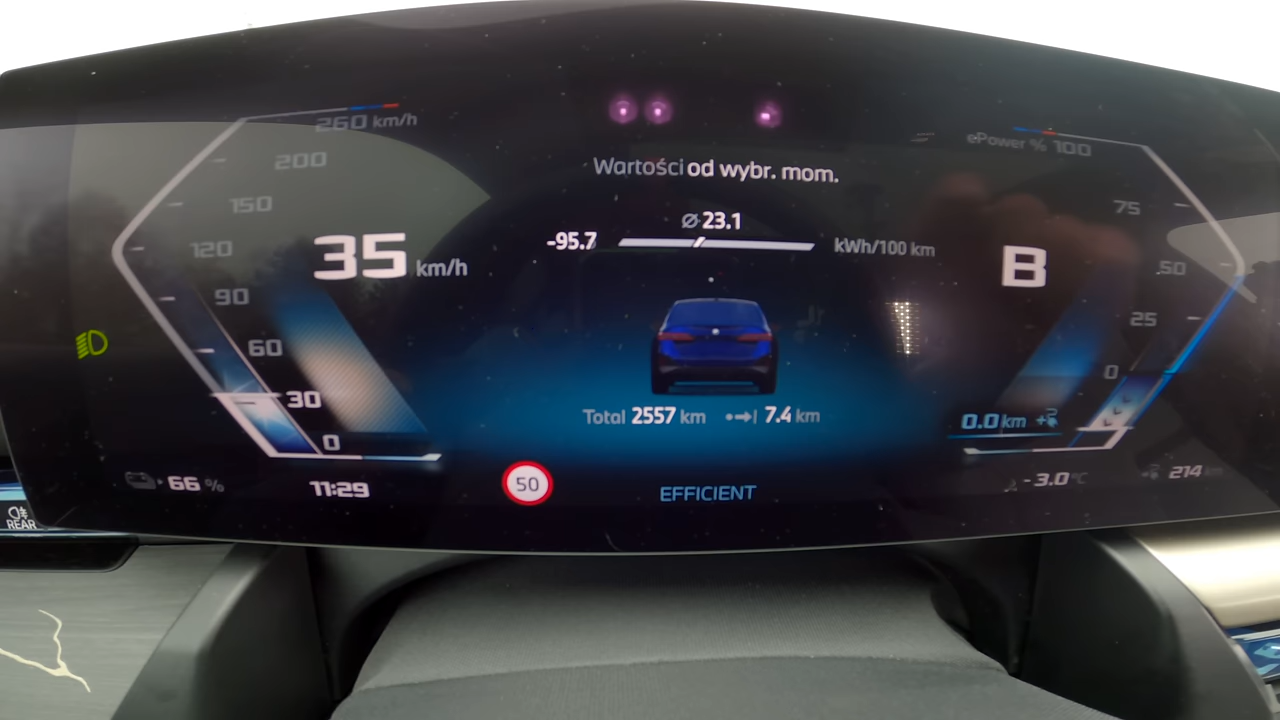 260 km/h
200
150
120
90
60
30
0
35 km/h
Wartości od wybr. mom.
Ø 23.1
-95.7
kWh/100 km
Total 2557 km
7.4 km
ePower % 100
75
50
25
0
B
0.0 km
66 %
11:29
50
EFFICIENT
-3.0°C
214 km
REAR